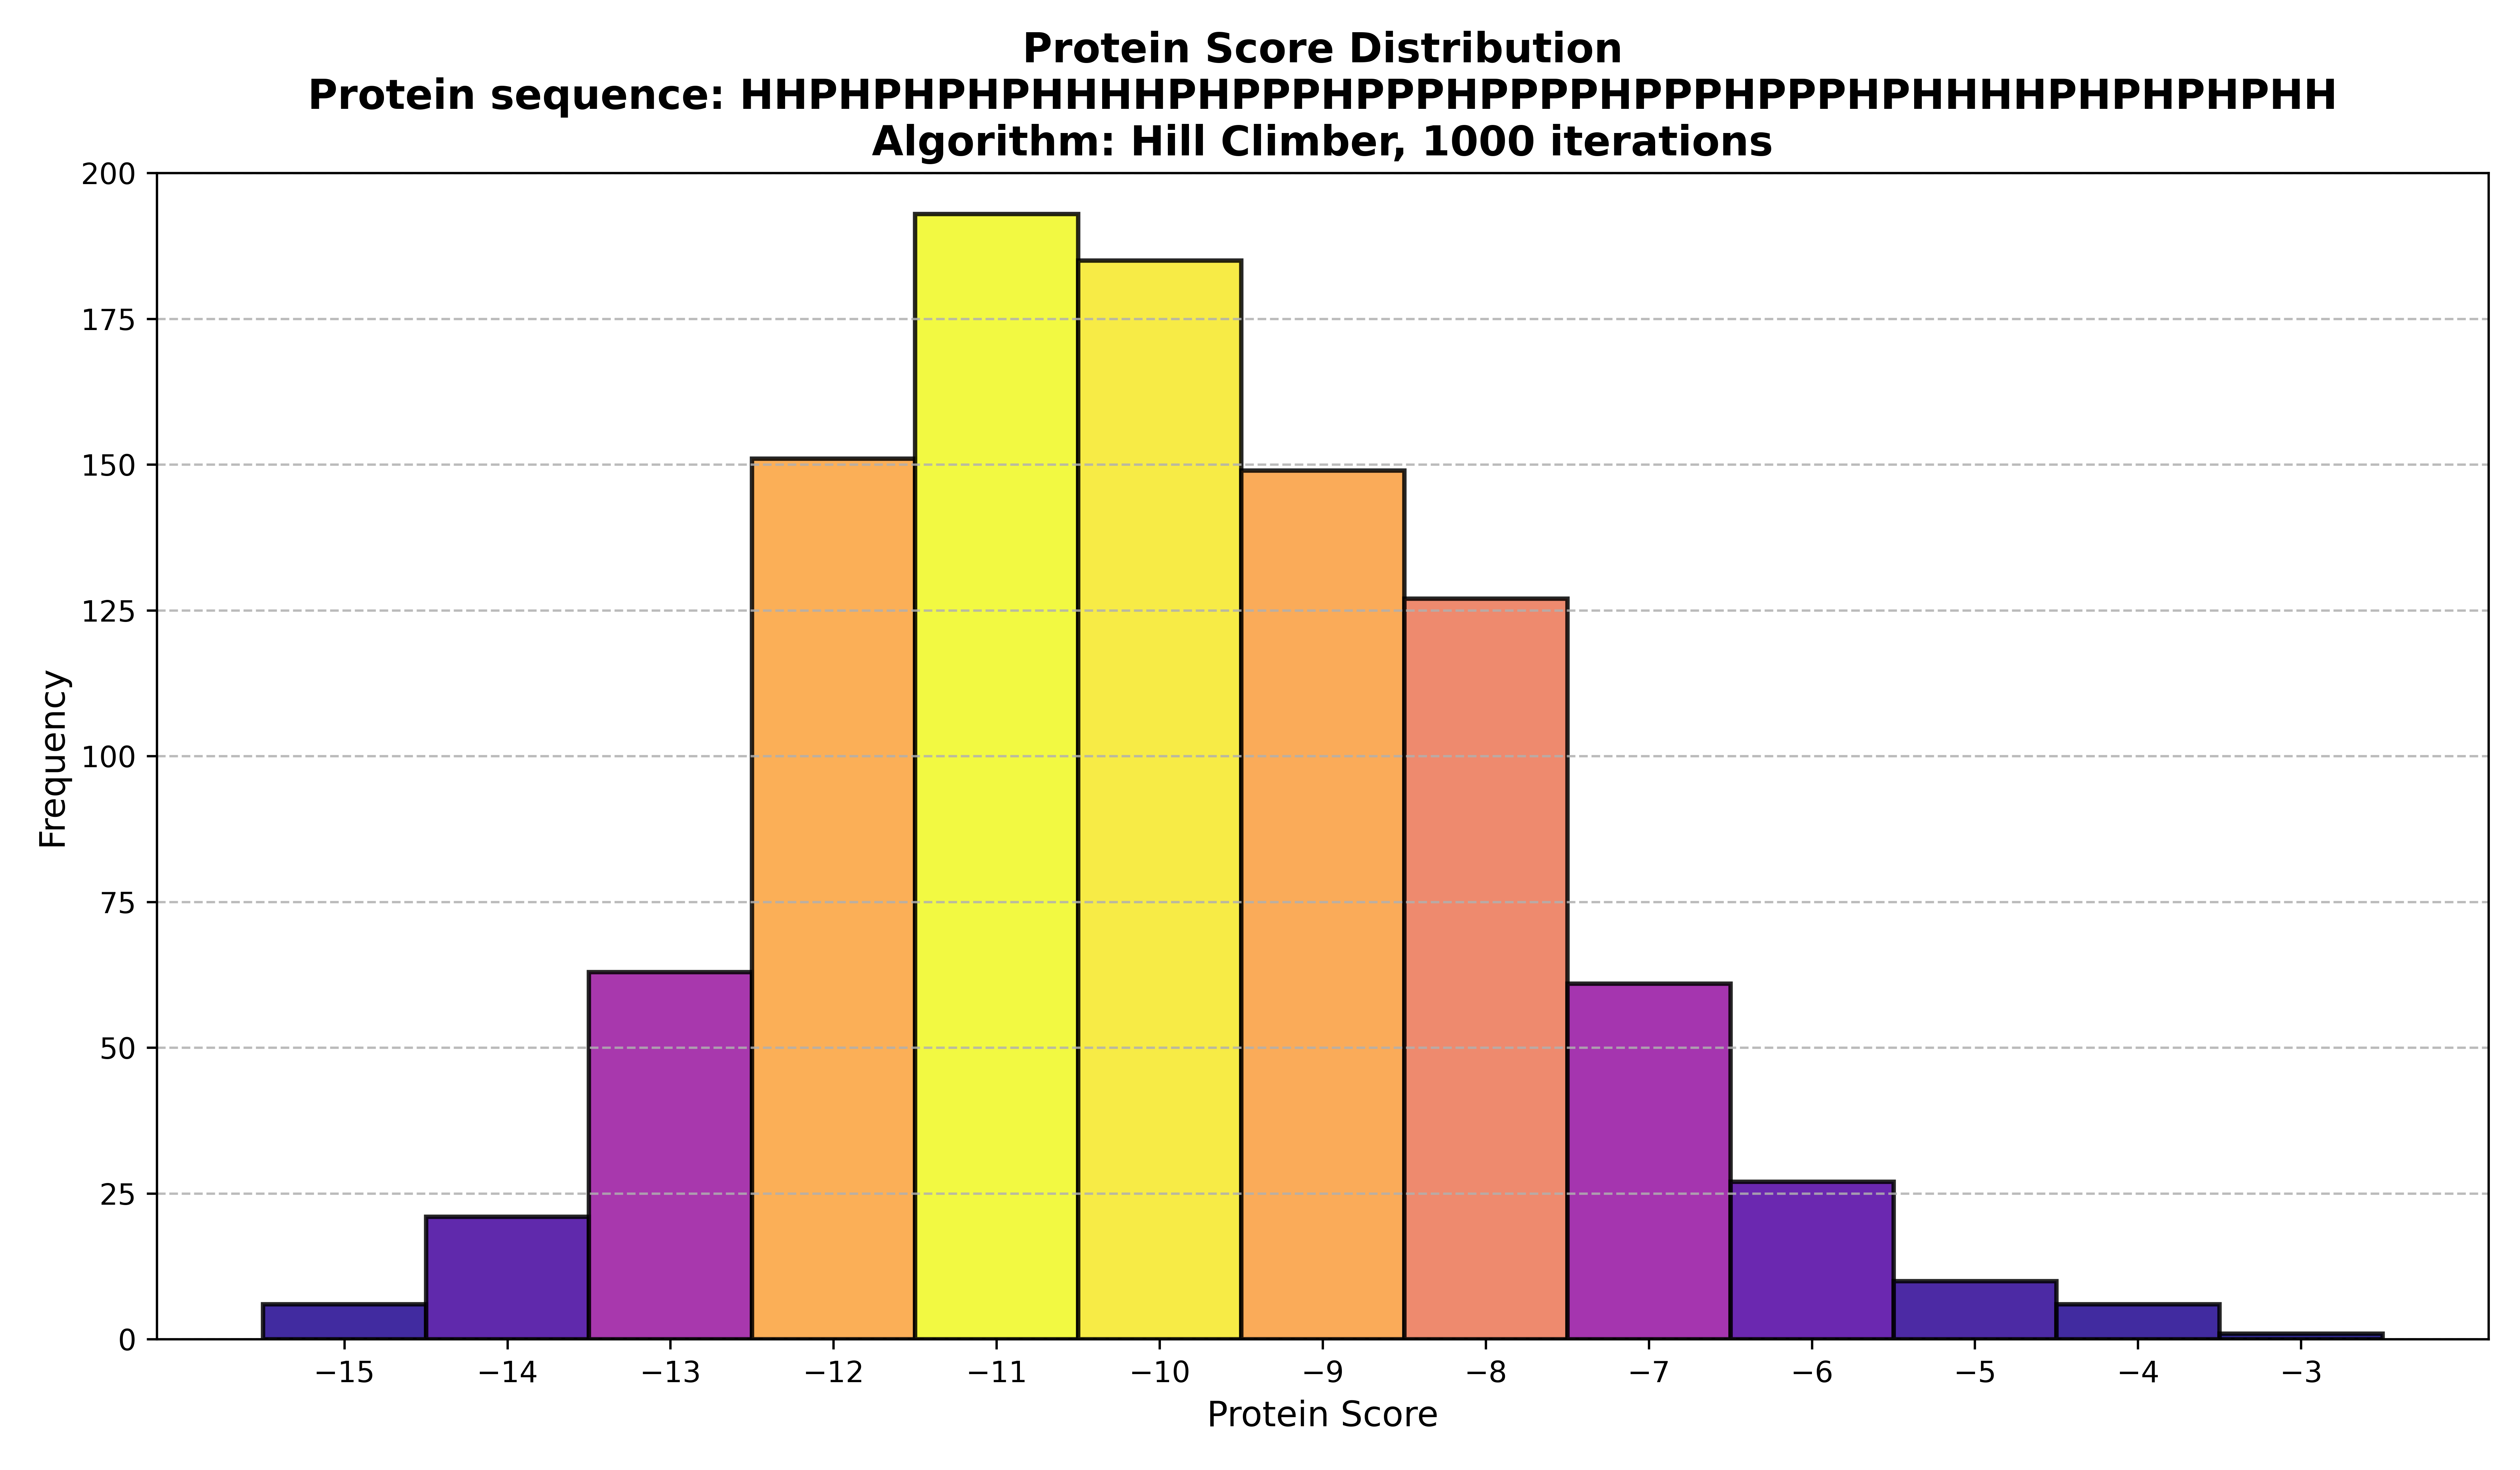 Protein Score Distribution
Protein sequence: HHPHPHPHPHHHHPHPPPHPPPHPPPPHPPPHPPPHPHHHHPHPHPHPHH
Algorithm: Hill Climber, 1000 iterations
200
175
150
125
100
75
50
25
0
Frequency
−15 −14 −13 −12 −11 −10 −9 −8 −7 −6 −5 −4 −3
Protein Score